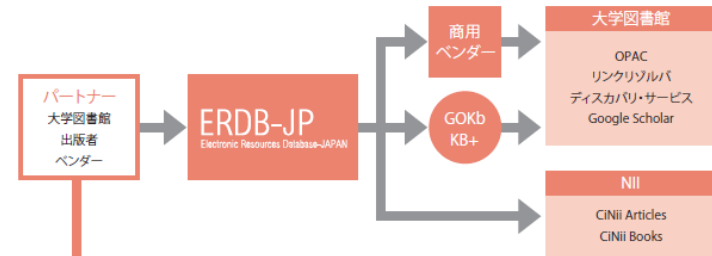 パートナー
大学図書館
出版者
ベンダー
ERDB-JP
Electronic Resources Database-JAPAN
商用
ベンダー
GOKb
KB+
大学図書館
OPAC
リンクリゾルバ
ディスカバリ・サービス
Google Scholar
NII
CiNii Articles
CiNii Books